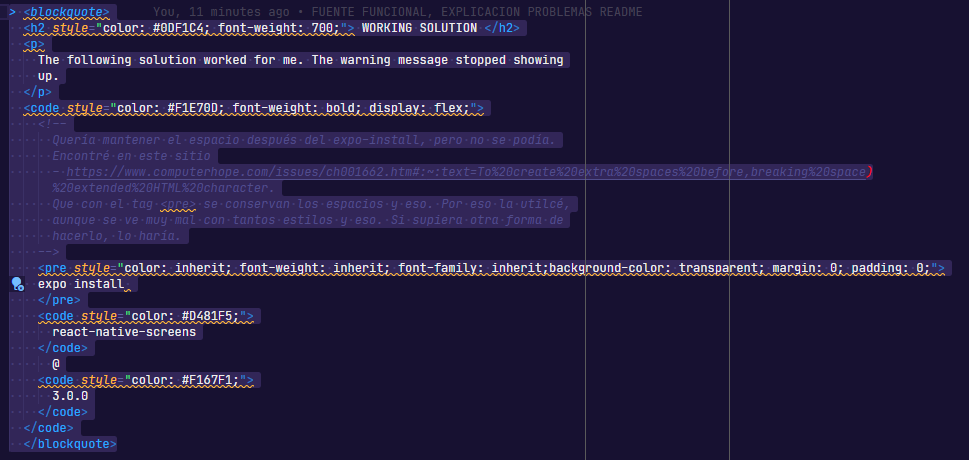 > <blockquote> You, 11 minutes ago • FUENTE FUNCIONAL, EXPLICACION PROBLEMAS README
<h2 style="color: #0DF1C4; font-weight: 700;"> WORKING SOLUTION </h2>
<p>
The following solution worked for me. The warning message stopped showing
up.
</p>
<code style="color: #F1E70D; font-weight: bold; display: flex;">
<!--
Quería mantener el espacio después del expo-install, pero no se podía.
Encontré en este sitio
- https://www.computerhope.com/issues/ch001662.htm#:~:text=To%20create%20extra%20spaces%20before,breaking%20space)
%20extended%20HTML%20character.
Que con el tag <pre> se conservan los espacios y eso. Por eso la utilcé,
aunque se ve muy mal con tantos estilos y eso. Si supiera otra forma de
hacerlo, lo haría.
-->
<pre style="color: inherit; font-weight: inherit; font-family: inherit;background-color: transparent; margin: 0; padding: 0;">
expo install
</pre>
<code style="color: #D481F5;">
react-native-screens
</code>
@
<code style="color: #F167F1;">
3.0.0
</code>
</code>
</blockquote>